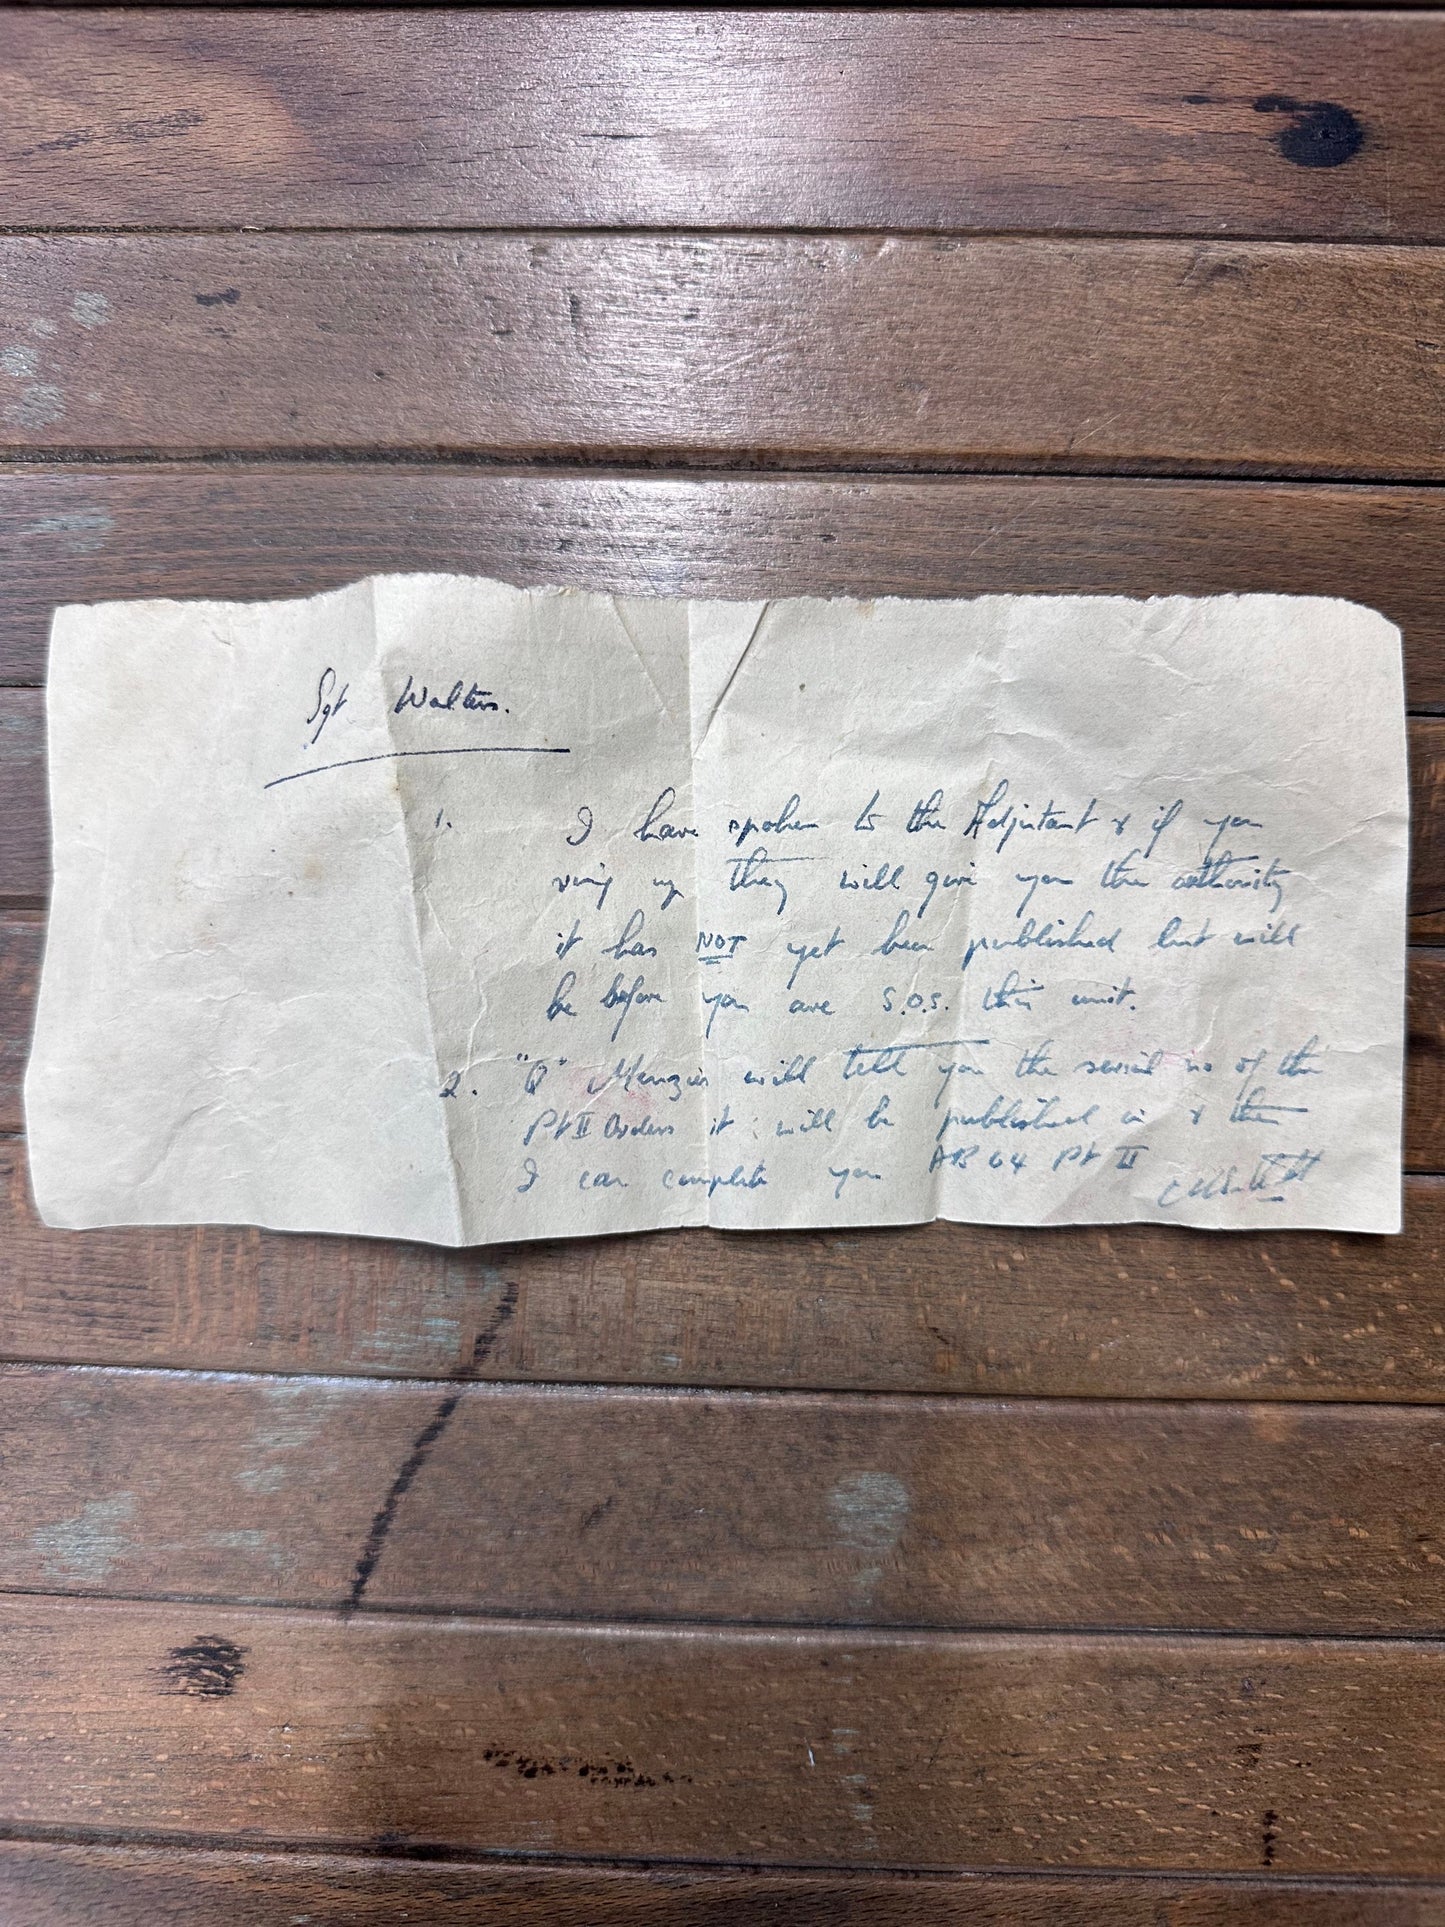 Sgt Walters.
1. I have spoken to the Adjutant & if you
ring up they will give you the authority
it has NOT yet been published but will
be before you are S.O.S. this unit.
2. "Q" Menzies will tell you the serial no of the
Pt II Orders it will be published in & then
I can complete you AB 64 Pt II